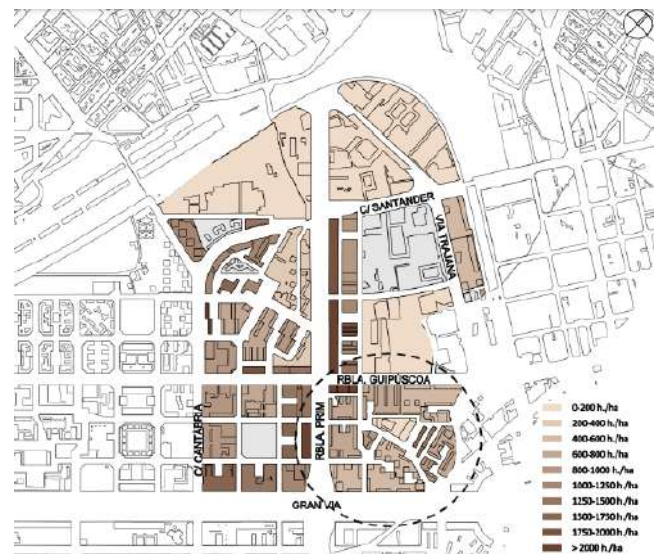 C/ SANTANDER
VIA TRAJANA
RBLA. GUIPÚSCOA
RBLA. PRIM
C/ CANTÀBRIA
GRAN VIA
0-200 h./ha
200-400 h./ha
400-600 h./ha
600-800 h./ha
800-1000 h./ha
1000-1250 h./ha
1250-1500 h./ha
1500-1750 h./ha
1750-2000 h./ha
> 2000 h./ha